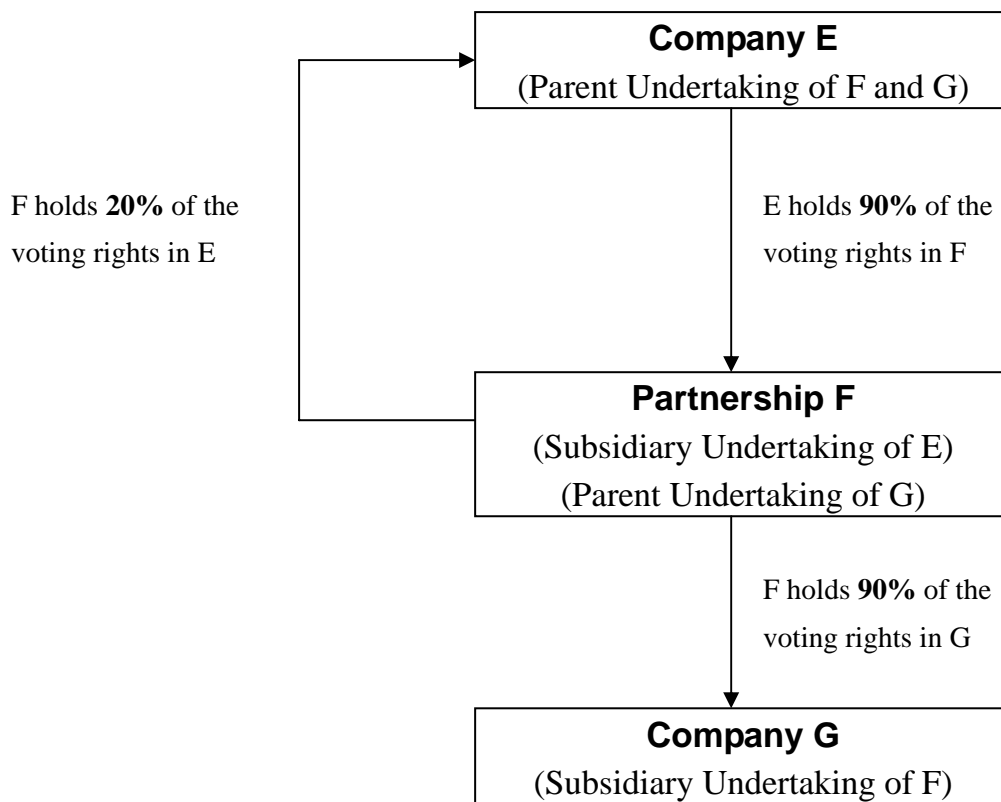 Company E
(Parent Undertaking of F and G)
F holds 20% of the
voting rights in E
E holds 90% of the
voting rights in F
Partnership F
(Subsidiary Undertaking of E)
(Parent Undertaking of G)
F holds 90% of the
voting rights in G
Company G
(Subsidiary Undertaking of F)